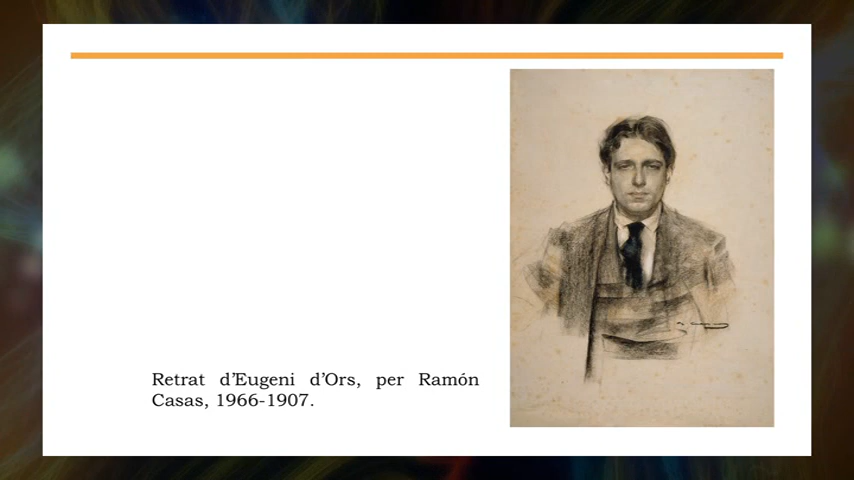 Retrat d’Eugeni d’Ors, per Ramón
Casas, 1966-1907.